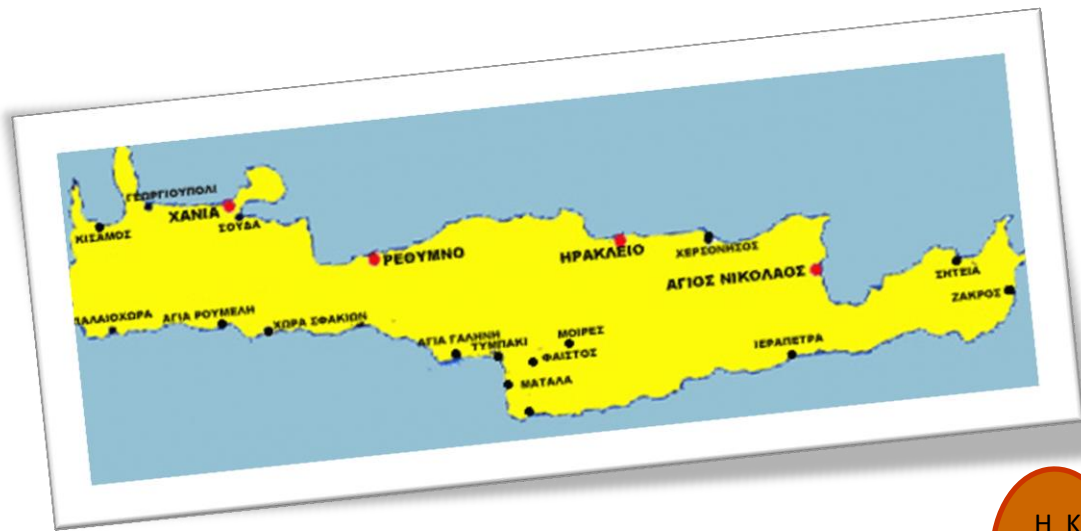 ΓΕΩΡΓΙΟΥΠΟΛΙ
ΧΑΝΙΑ
ΣΟΥΔΑ
ΚΙΣΑΜΟΣ
ΡΕΘΥΜΝΟ
ΗΡΑΚΛΕΙΟ
ΧΕΡΣΟΝΗΣΟΣ
ΑΓΙΟΣ ΝΙΚΟΛΑΟΣ
ΣΗΤΕΙΑ
ΖΑΚΡΟΣ
ΠΑΛΑΙΟΧΩΡΑ
ΑΓΙΑ ΡΟΥΜΕΛΗ
ΧΩΡΑ ΣΦΑΚΙΩΝ
ΑΓΙΑ ΓΑΛΗΝΗ
ΤΥΜΠΑΚΙ
ΜΟΙΡΕΣ
ΦΑΙΣΤΟΣ
ΜΑΤΑΛΑ
ΙΕΡΑΠΕΤΡΑ
Η Κ